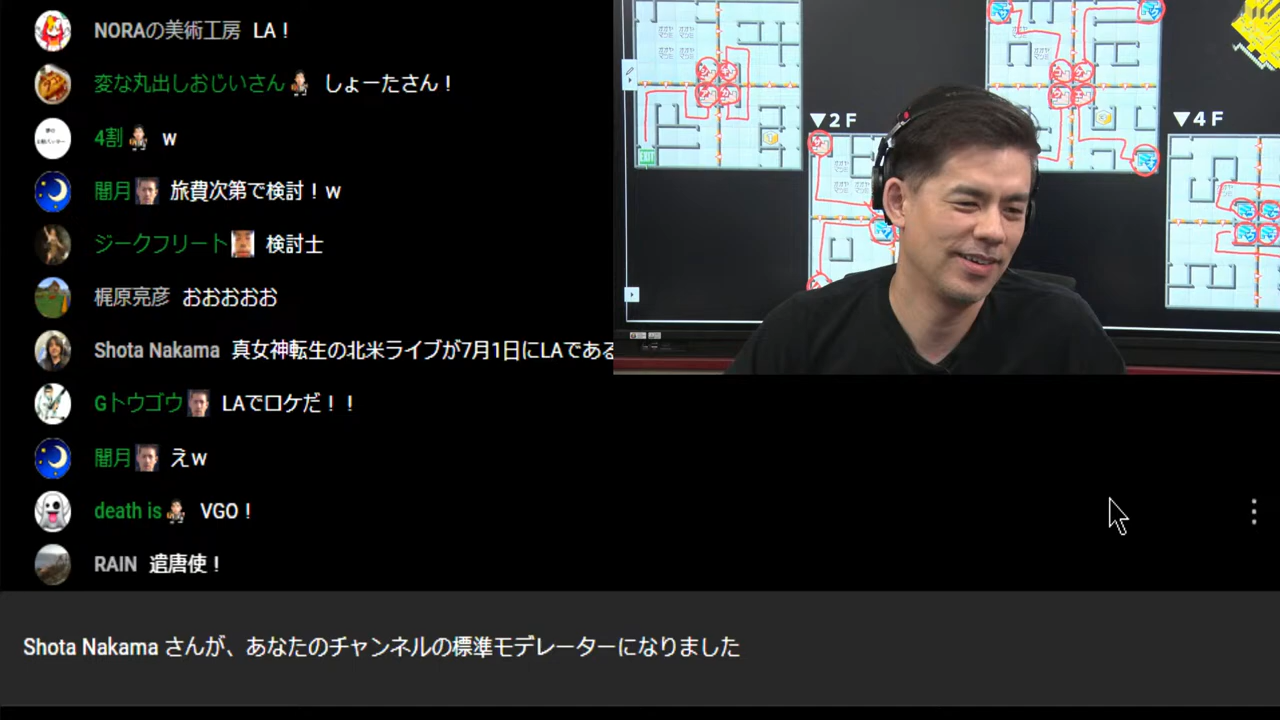 NORAの美術工房 LA！
変な丸出しおじいさん しょーたさん！
4割 w
闇月 旅費次第で検討！w
ジークフリート 検討士
梶原亮彦 おおおおお
Shota Nakama 真女神転生の北米ライブが7月1日にLAである
Gトウゴウ LAでロケだ！！
闇月 えw
death is VGO！
RAIN 遣唐使！
Shota Nakama さんが、あなたのチャンネルの標準モデレーターになりました
▼2F
▼4F
EXIT